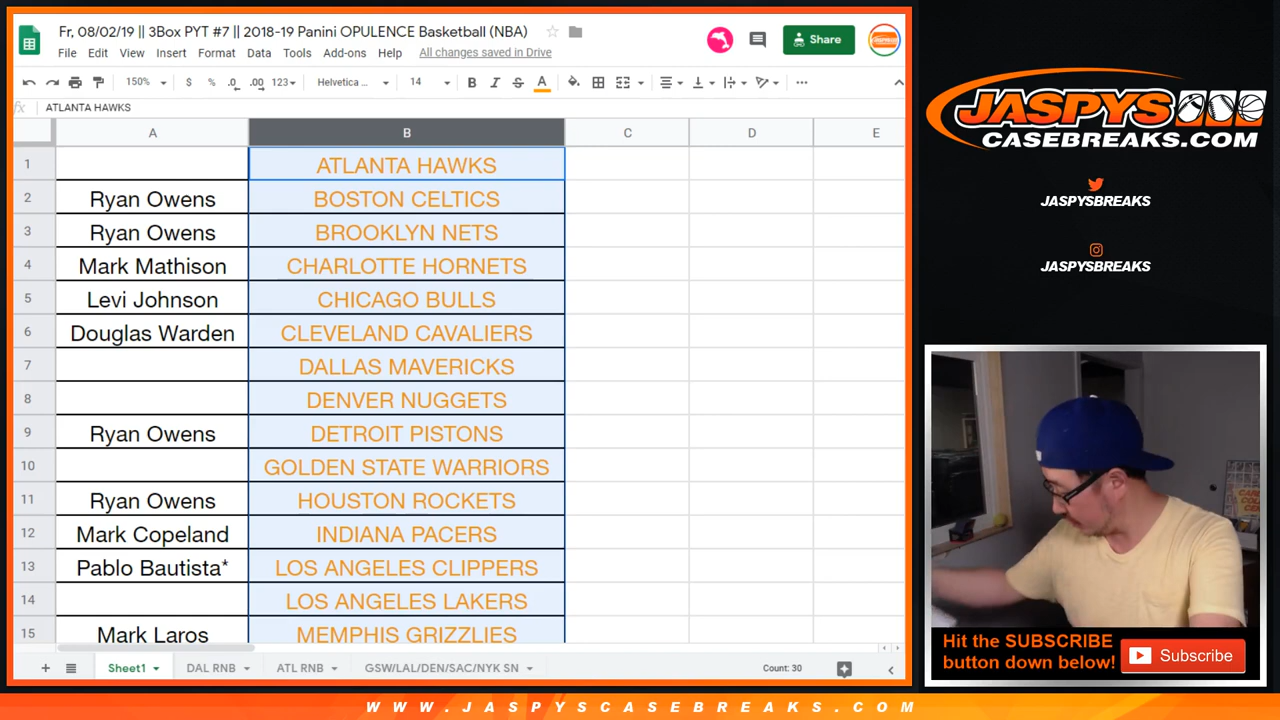 Fr, 08/02/19 || 3Box PYT #7 || 2018-19 Panini OPULENCE Basketball (NBA)
File Edit View Insert Format Data Tools Add-ons Help All changes saved in Drive
Share
150% $ % .0 .00 123 Helvetica ... 14 B I S A
fx ATLANTA HAWKS
A B C D E
1 ATLANTA HAWKS
2 Ryan Owens BOSTON CELTICS
3 Ryan Owens BROOKLYN NETS
4 Mark Mathison CHARLOTTE HORNETS
5 Levi Johnson CHICAGO BULLS
6 Douglas Warden CLEVELAND CAVALIERS
7 DALLAS MAVERICKS
8 DENVER NUGGETS
9 Ryan Owens DETROIT PISTONS
10 GOLDEN STATE WARRIORS
11 Ryan Owens HOUSTON ROCKETS
12 Mark Copeland INDIANA PACERS
13 Pablo Bautista* LOS ANGELES CLIPPERS
14 LOS ANGELES LAKERS
15 Mark Laros MEMPHIS GRIZZLIES
Sheet1 DAL RNB ATL RNB GSW/LAL/DEN/SAC/NYK SN Count: 30
JASPYS
CASEBREAKS.COM
JASPYSBREAKS
JASPYSBREAKS
Hit the SUBSCRIBE
button down below!
Subscribe
WWW.JASPYSCASEBREAKS.COM